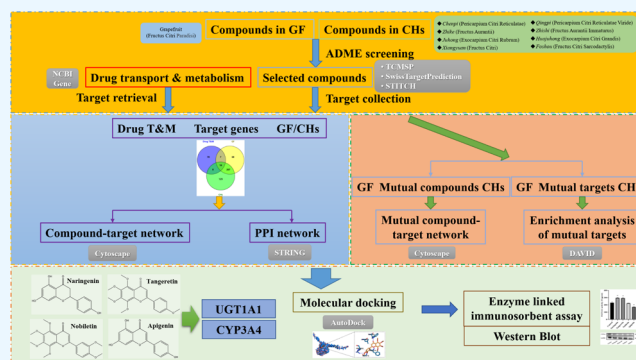 Grapefruit
(Fructus Citri Paradisi)
Compounds in GF
Compounds in CHs
Chenpi (Pericarpium Citri Reticulatae)
Zhike (Fructus Aurantii)
Juhong (Exocarpium Citri Rubrum)
Xiangyuan (Fructus Citri)
Qingpi (Pericarpium Citri Reticulatae Viride)
Zhishi (Fructus Aurantii Immaturus)
Huajuhong (Exocarpium Citri Grandis)
Foshou (Fructus Citri Sarcodactylis)
ADME screening
NCBI
Gene
Drug transport & metabolism
Selected compounds
• TCMSP
• SwissTargetPrediction
• STITCH
Target retrieval
Target collection
Drug T&M Target genes GF/CHs
Compound-target network
PPI network
Cytoscape
STRING
GF Mutual compounds CHs
GF Mutual targets CH
Mutual compound-
target network
Enrichment analysis
of mutual targets
Cytoscape
DAVID
Naringenin
Tangeretin
Nobiletin
Apigenin
UGT1A1
CYP3A4
Molecular docking
AutoDock
Enzyme linked
immunosorbent assay
Western Blot